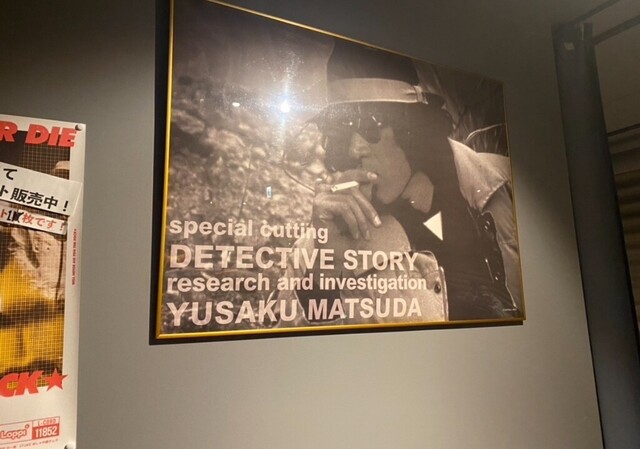 R DIE
て
ト販売中！
枚です！
CK★
Loppi
11852
special cutting
DETECTIVE STORY
research and investigation
YUSAKU MATSUDA